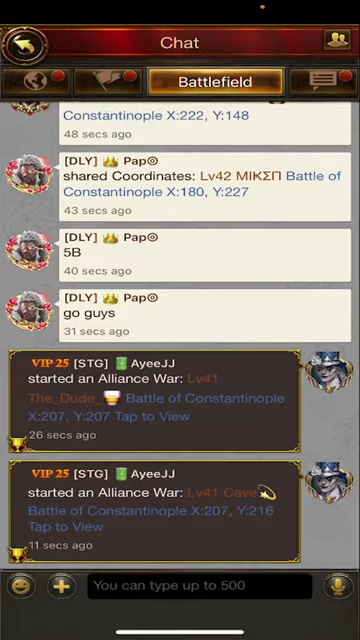 Chat
Battlefield
Constantinople X:222, Y:148
48 secs ago
[DLY] 👑 Pap◎
shared Coordinates: Lv42 ΜΙΚΣΠ Battle of
Constantinople X:180, Y:227
43 secs ago
[DLY] 👑 Pap◎
5B
40 secs ago
[DLY] 👑 Pap◎
go guys
31 secs ago
VIP 25 [STG] AyeeJJ
started an Alliance War: Lv41
The_Dude_ Battle of Constantinople
X:207, Y:207 Tap to View
26 secs ago
VIP 25 [STG] AyeeJJ
started an Alliance War: Lv41 Cave💫
Battle of Constantinople X:207, Y:216
Tap to View
11 secs ago
You can type up to 500